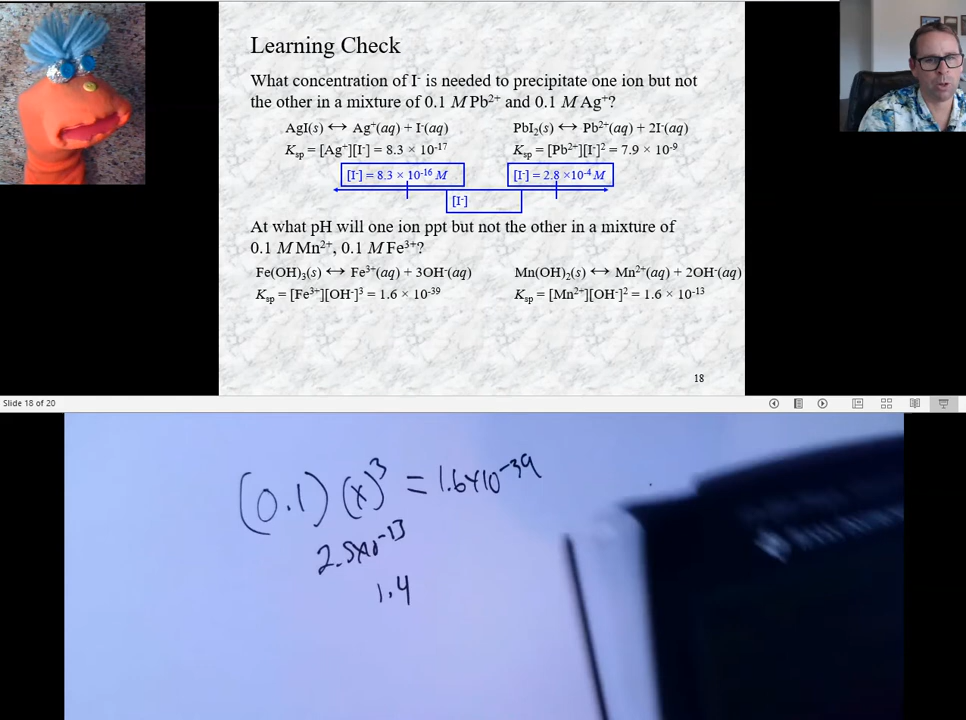 Learning Check
What concentration of I⁻ is needed to precipitate one ion but not
the other in a mixture of 0.1 M Pb²⁺ and 0.1 M Ag⁺?
AgI(s) ↔ Ag⁺(aq) + I⁻(aq)
PbI₂(s) ↔ Pb²⁺(aq) + 2I⁻(aq)
Kₛₚ = [Ag⁺][I⁻] = 8.3 × 10⁻¹⁷
Kₛₚ = [Pb²⁺][I⁻]² = 7.9 × 10⁻⁹
[I⁻] = 8.3 × 10⁻¹⁶ M
[I⁻] = 2.8 ×10⁻⁴ M
[I⁻]
At what pH will one ion ppt but not the other in a mixture of
0.1 M Mn²⁺, 0.1 M Fe³⁺?
Fe(OH)₃(s) ↔ Fe³⁺(aq) + 3OH⁻(aq)
Mn(OH)₂(s) ↔ Mn²⁺(aq) + 2OH⁻(aq)
Kₛₚ = [Fe³⁺][OH⁻]³ = 1.6 × 10⁻³⁹
Kₛₚ = [Mn²⁺][OH⁻]² = 1.6 × 10⁻¹³
18
Slide 18 of 20
(0.1) (x)³ = 1.6×10⁻³⁹
2.5×10⁻¹³
1.4